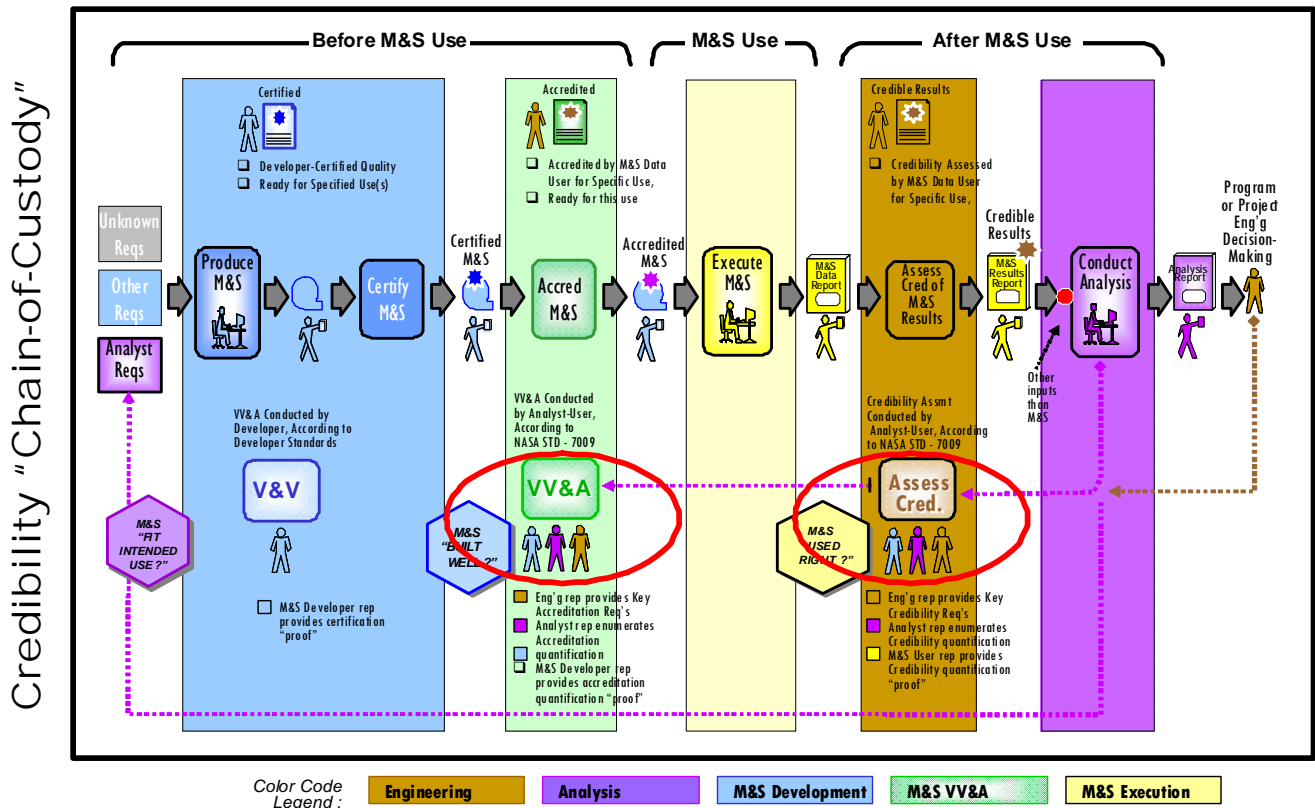 Credibility "Chain-of-Custody"
Before M&S Use
M&S Use
After M&S Use
Certified
❑ Developer-Certified Quality
❑ Ready for Specified Use(s)
Accredited
❑ Accredited by M&S Data
User for Specific Use,
❑ Ready for this use
Credible Results
❑ Credibility Assessed
by M&S Data User
for Specific Use,
Unknown
Reqs
Other
Reqs
Analyst
Reqs
Produce
M&S
Certify
M&S
Certified
M&S
Accred
M&S
Accredited
M&S
Execute
M&S
M&S
Data
Report
Assess
Cred of
M&S
Results
Credible
Results
M&S
Results
Report
Other
inputs
than
M&S
Conduct
Analysis
Analysis
Report
Program
or Project
Eng'g
Decision-
Making
VV&A Conducted by
Developer, According to
Developer Standards
V&V
VV&A Conducted
by Analyst-User,
According to
NASA STD - 7009
VV&A
Credibility Assmt
Conducted by
Analyst-User, According
to NASA STD - 7009
Assess
Cred.
M&S
"FIT
INTENDED
USE ?"
M&S
"BUILT
WELL ?"
M&S
"USED
RIGHT ?"
M&S Developer rep
provides certification
"proof"
Eng'g rep provides Key
Accreditation Req's
Analyst rep enumerates
Accreditation
quantification
❑ M&S Developer rep
provides accreditation
quantification "proof"
Eng'g rep provides Key
Credibility Req's
Analyst rep enumerates
Credibility quantification
M&S User rep provides
Credibility quantification
"proof"
Color Code
Legend :
Engineering
Analysis
M&S Development
M&S VV&A
M&S Execution